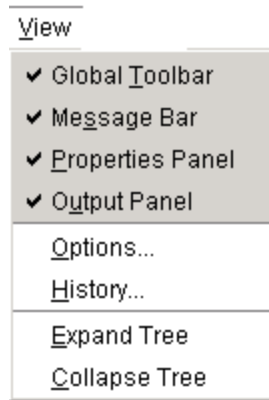 View
✔ Global Toolbar
✔ Message Bar
✔ Properties Panel
✔ Output Panel
Options...
History...
Expand Tree
Collapse Tree